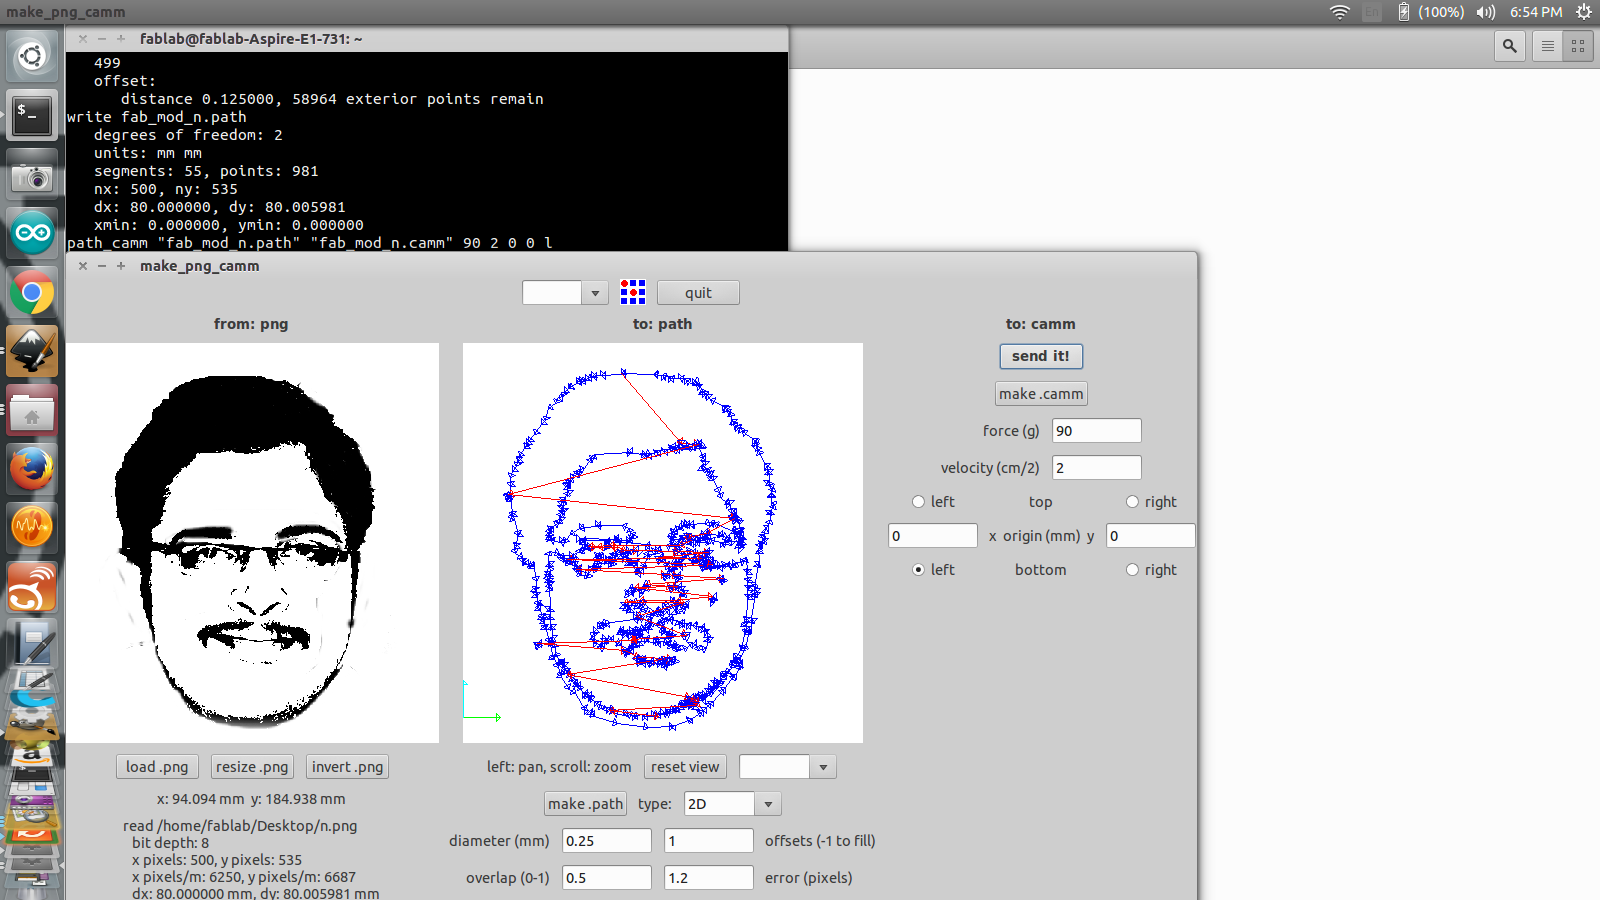 make_png_camm
En
(100%)
6:54 PM
fablab@fablab-Aspire-E1-731: ~
499
offset:
distance 0.125000, 58964 exterior points remain
write fab_mod_n.path
degrees of freedom: 2
units: mm mm
segments: 55, points: 981
nx: 500, ny: 535
dx: 80.000000, dy: 80.005981
xmin: 0.000000, ymin: 0.000000
path_camm "fab_mod_n.path" "fab_mod_n.camm" 90 2 0 0 l
make_png_camm
quit
from: png
to: path
to: camm
send it!
make .camm
force (g) 90
velocity (cm/2) 2
left top right
0 x origin (mm) y 0
left bottom right
load .png resize .png invert .png
left: pan, scroll: zoom reset view
x: 94.094 mm y: 184.938 mm
make .path type: 2D
read /home/fablab/Desktop/n.png
bit depth: 8
x pixels: 500, y pixels: 535
x pixels/m: 6250, y pixels/m: 6687
dx: 80.000000 mm, dy: 80.005981 mm
diameter (mm) 0.25 1 offsets (-1 to fill)
overlap (0-1) 0.5 1.2 error (pixels)